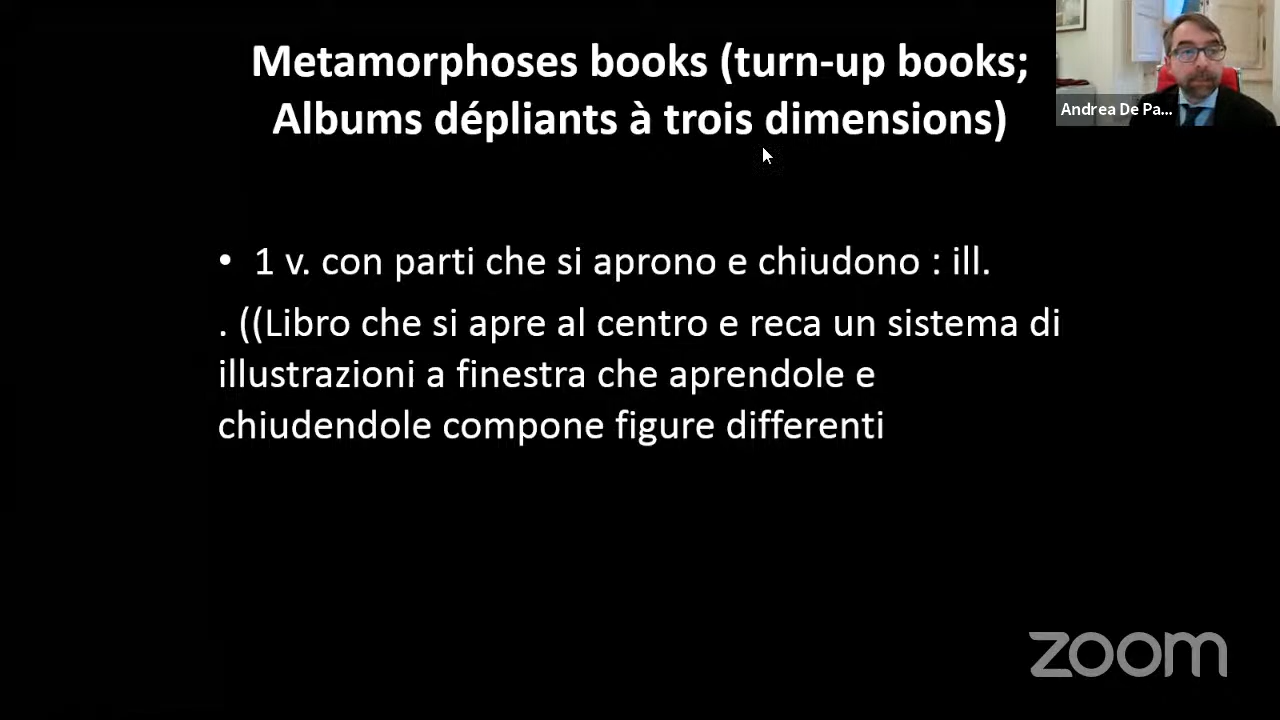 Metamorphoses books (turn-up books;
Albums dépliants à trois dimensions)
Andrea De Pa...
• 1 v. con parti che si aprono e chiudono : ill.
. ((Libro che si apre al centro e reca un sistema di
illustrazioni a finestra che aprendole e
chiudendole compone figure differenti
zoom